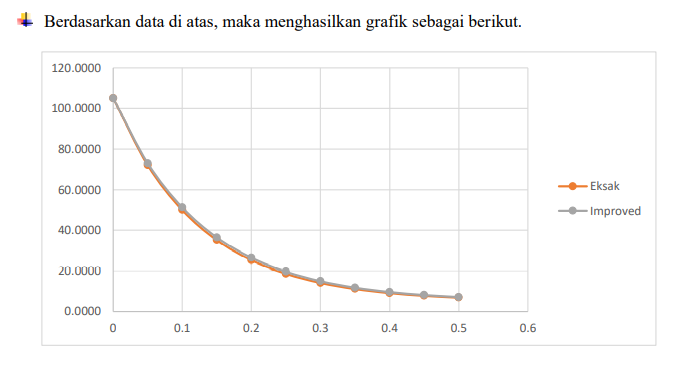 Berdasarkan data di atas, maka menghasilkan grafik sebagai berikut.
120.0000
100.0000
80.0000
60.0000
40.0000
20.0000
0.0000
0 0.1 0.2 0.3 0.4 0.5 0.6
Eksak
Improved